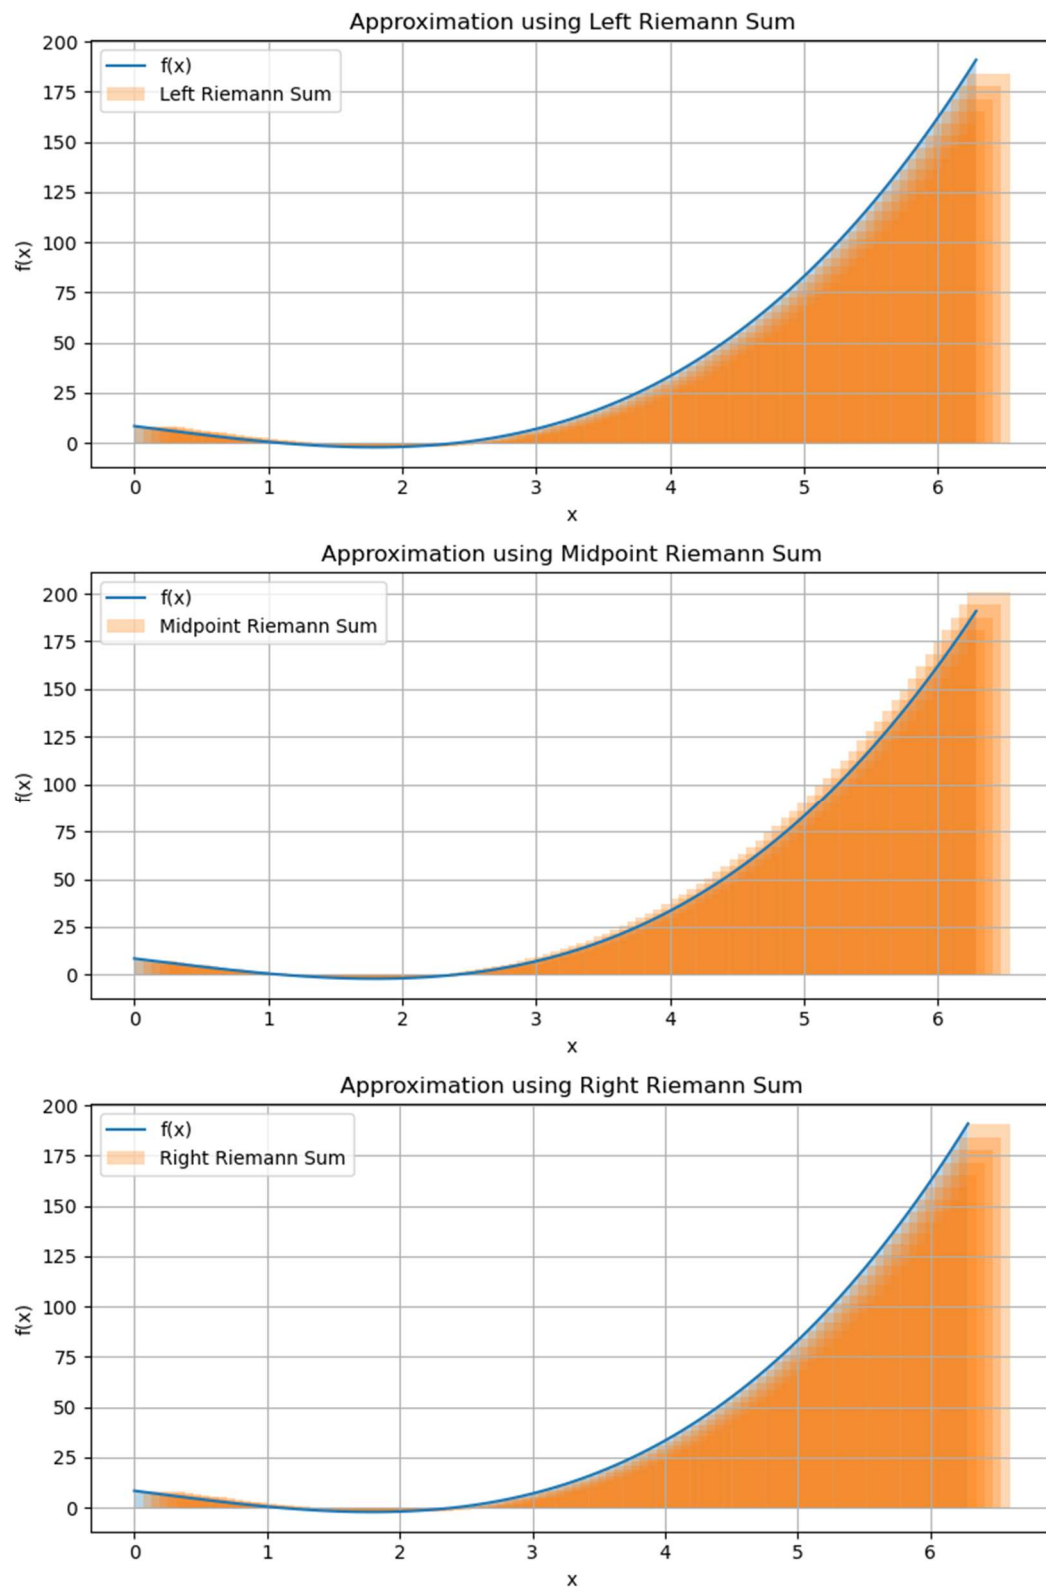 Approximation using Left Riemann Sum
f(x)
Left Riemann Sum
200
175
150
125
100
75
50
25
0
f(x)
0 1 2 3 4 5 6
x
Approximation using Midpoint Riemann Sum
f(x)
Midpoint Riemann Sum
200
175
150
125
100
75
50
25
0
f(x)
0 1 2 3 4 5 6
x
Approximation using Right Riemann Sum
f(x)
Right Riemann Sum
200
175
150
125
100
75
50
25
0
f(x)
0 1 2 3 4 5 6
x